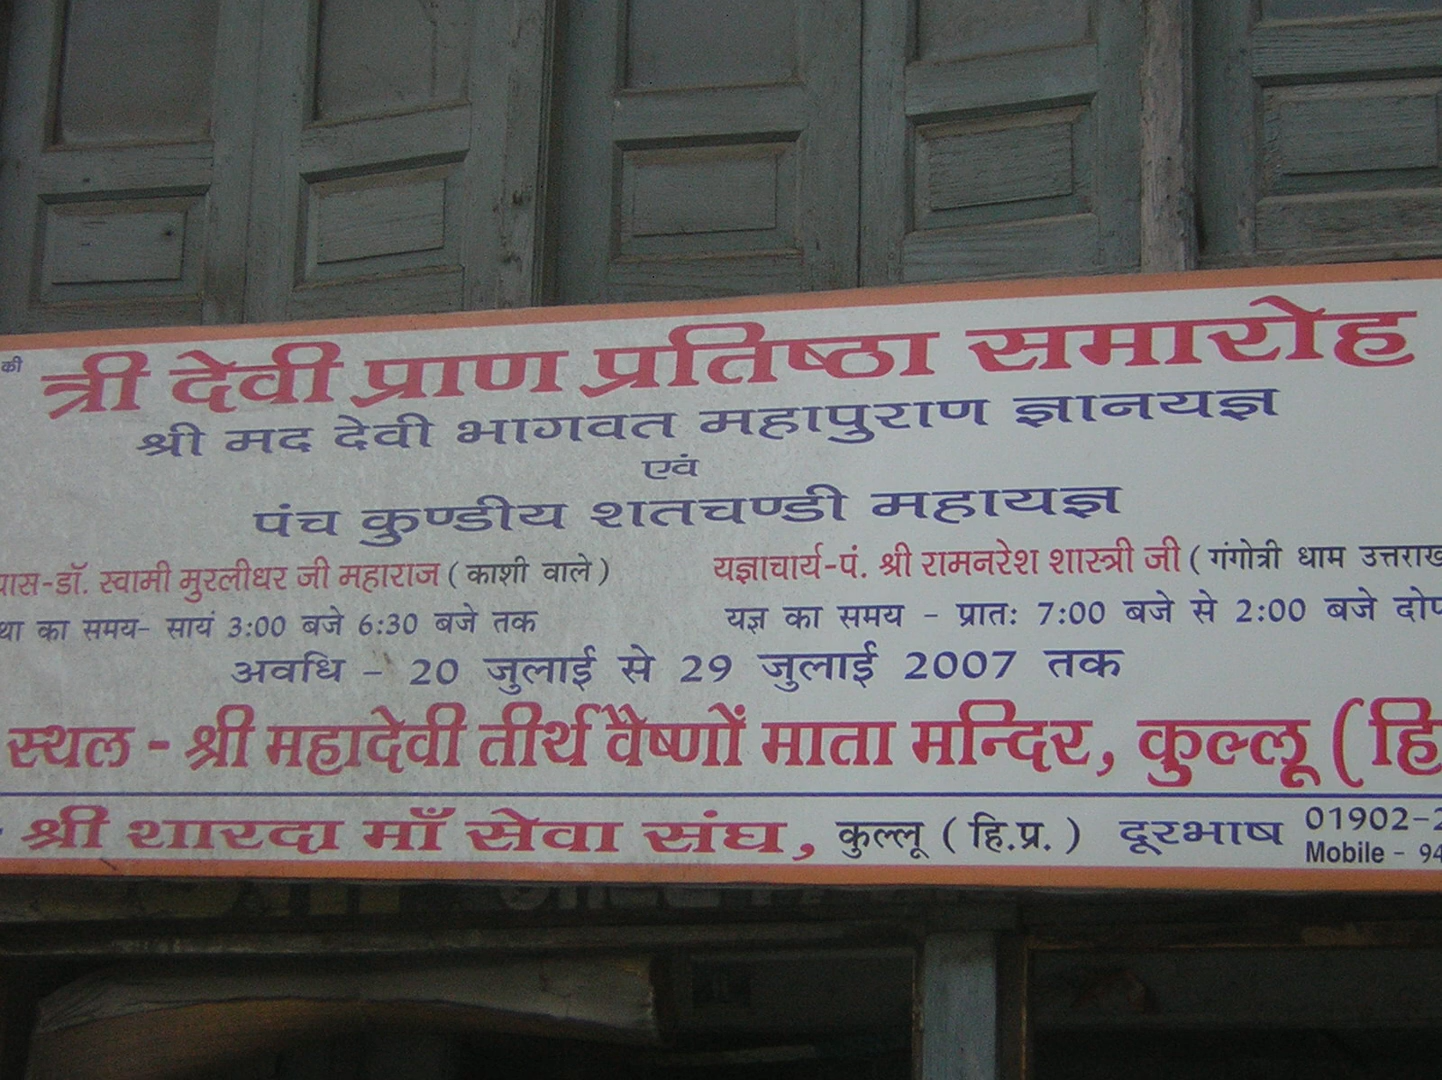 की त्री देवी प्राण प्रतिष्ठा समारोह
श्री मद देवी भागवत महापुराण ज्ञानयज्ञ
एवं
पंच कुण्डीय शतचण्डी महायज्ञ
डॉ. स्वामी मुरलीधर जी महाराज ( काशी वाले ) यज्ञाचार्य-पं. श्री रामनरेश शास्त्री जी ( गंगोत्री धाम
का समय- सायं 3:00 बजे 6:30 बजे तक यज्ञ का समय - प्रातः 7:00 बजे से 2:00 बजे
अवधि - 20 जुलाई से 29 जुलाई 2007 तक
स्थल - श्री महादेवी तीर्थ वैष्णों माता मन्दिर, कुल्लू ( हि
श्री शारदा माँ सेवा संघ, कुल्लू ( हि.प्र. ) दूरभाष 01902-2
Mobile - 94